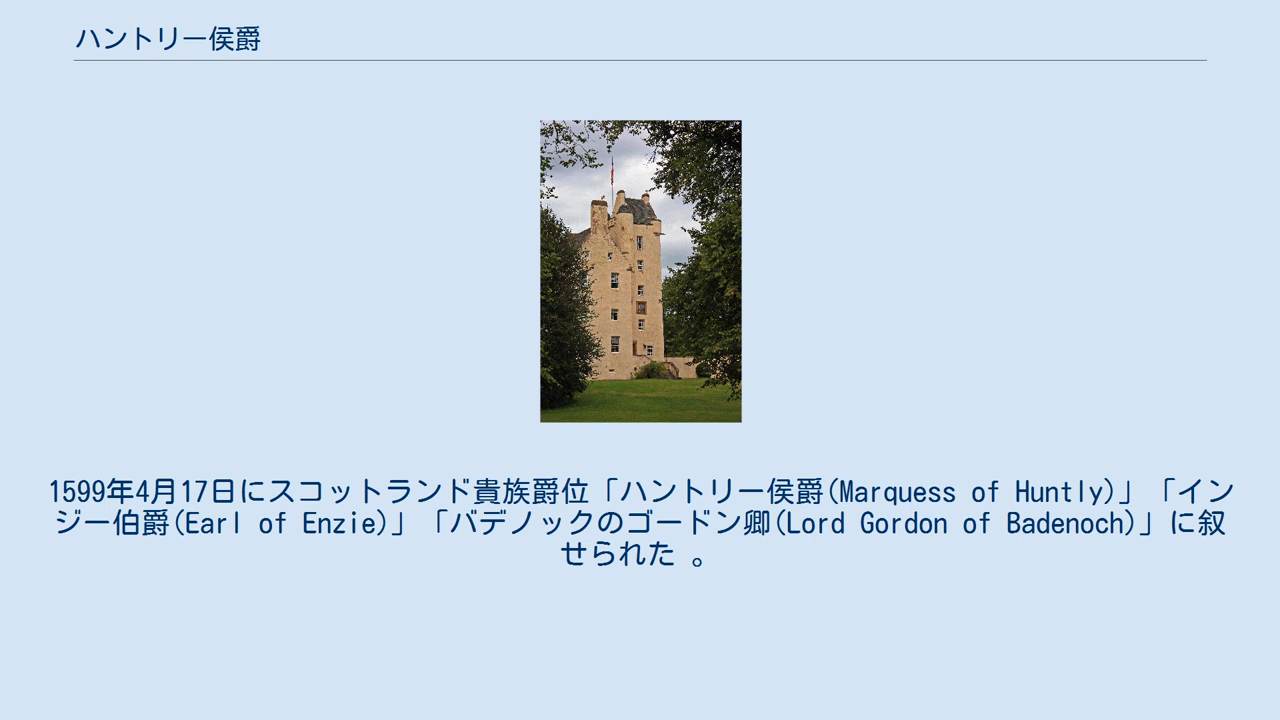 ハントリー侯爵
1599年4月17日にスコットランド貴族爵位「ハントリー侯爵(Marquess of Huntly)」「イン
ジー伯爵(Earl of Enzie)」「バデノックのゴードン卿(Lord Gordon of Badenoch)」に叙
せられた 。